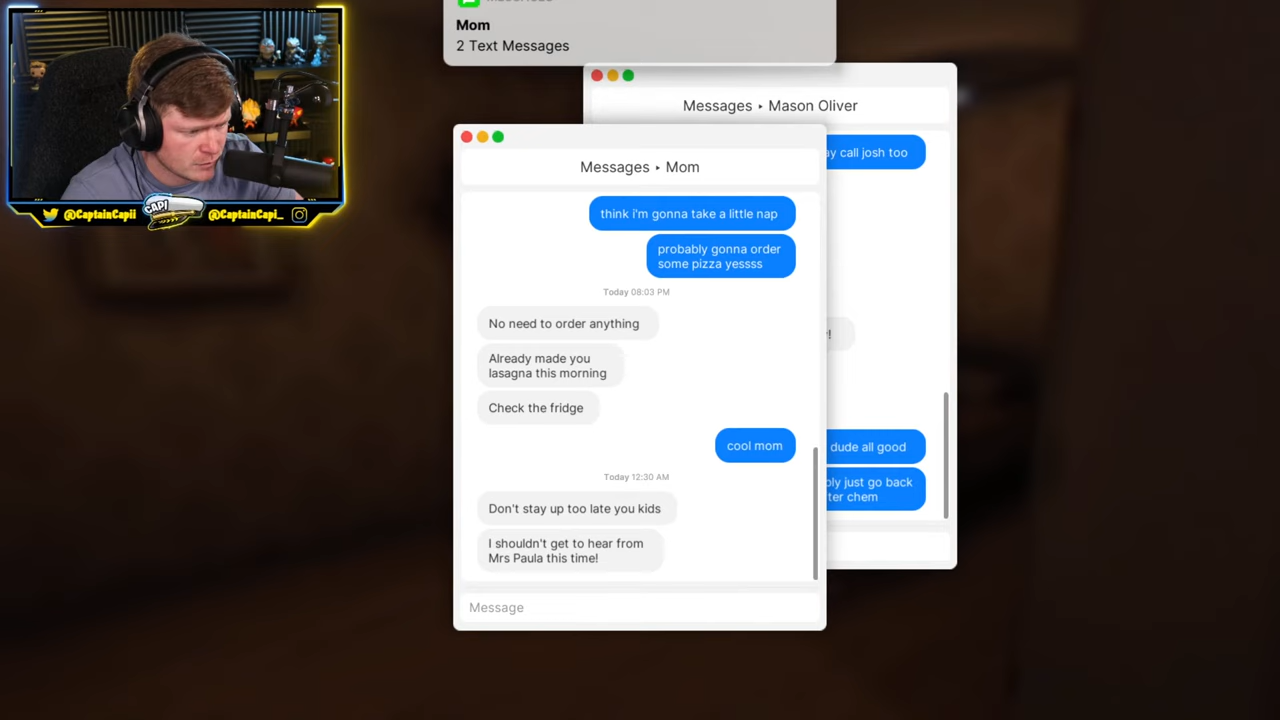 Mom
2 Text Messages
Messages ▸ Mason Oliver
ay call josh too
Messages ▸ Mom
think i'm gonna take a little nap
probably gonna order
some pizza yessss
Today 08:03 PM
No need to order anything
!
Already made you
lasagna this morning
Check the fridge
cool mom
dude all good
Today 12:30 AM
bly just go back
ter chem
Don't stay up too late you kids
I shouldn't get to hear from
Mrs Paula this time!
Message
@CaptainCapii
CAPI
@CaptainCapi_